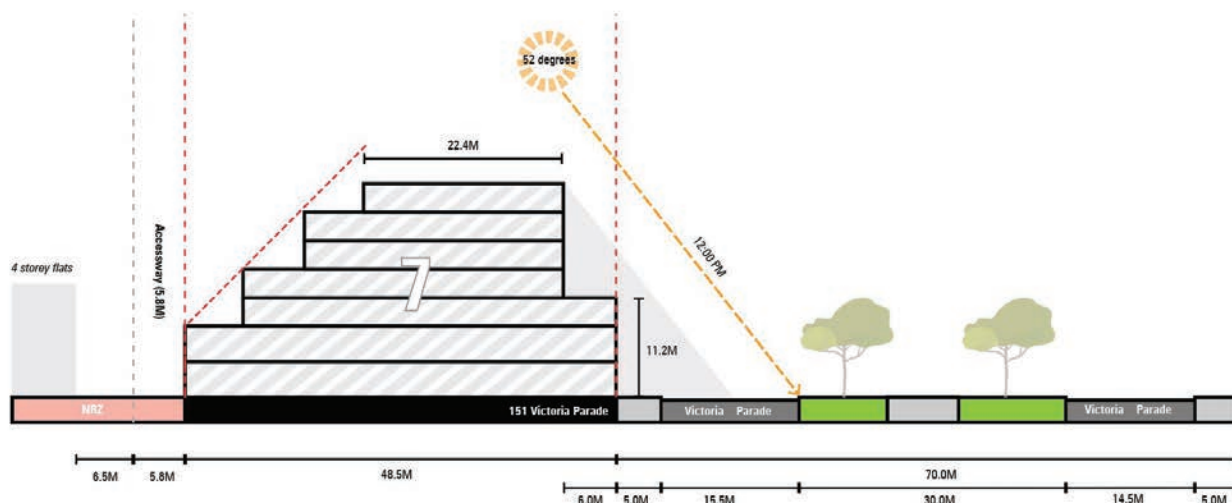 52 degrees
22.4M
12:00 PM
Accessway (5.8M)
4 storey flats
7
11.2M
NRZ
151 Victoria Parade
Victoria Parade
Victoria Parade
6.5M
5.8M
48.5M
70.0M
6.0M
5.0M
15.5M
30.0M
14.5M
5.0M